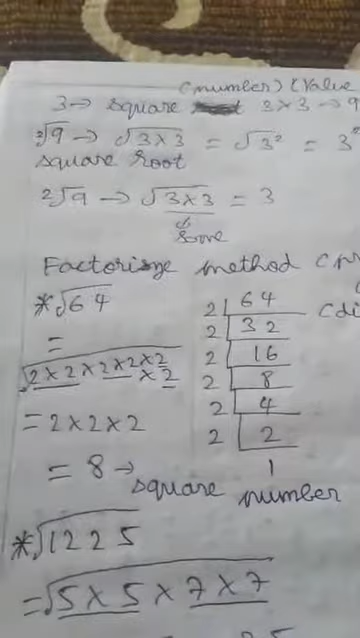 (number) (Value
3 → square 3 x 3 → 9
²√9 → √3 x 3 = √3² = 3
square root
²√9 → √3 x 3 = 3
same
Factorisye method
*√64
=
√2 x 2 x 2 x 2 x 2 x 2
= 2 x 2 x 2
= 8 → square number
2 | 64
2 | 32
2 | 16
2 | 8
2 | 4
2 | 2
1
*√1225
= √5 x 5 x 7 x 7